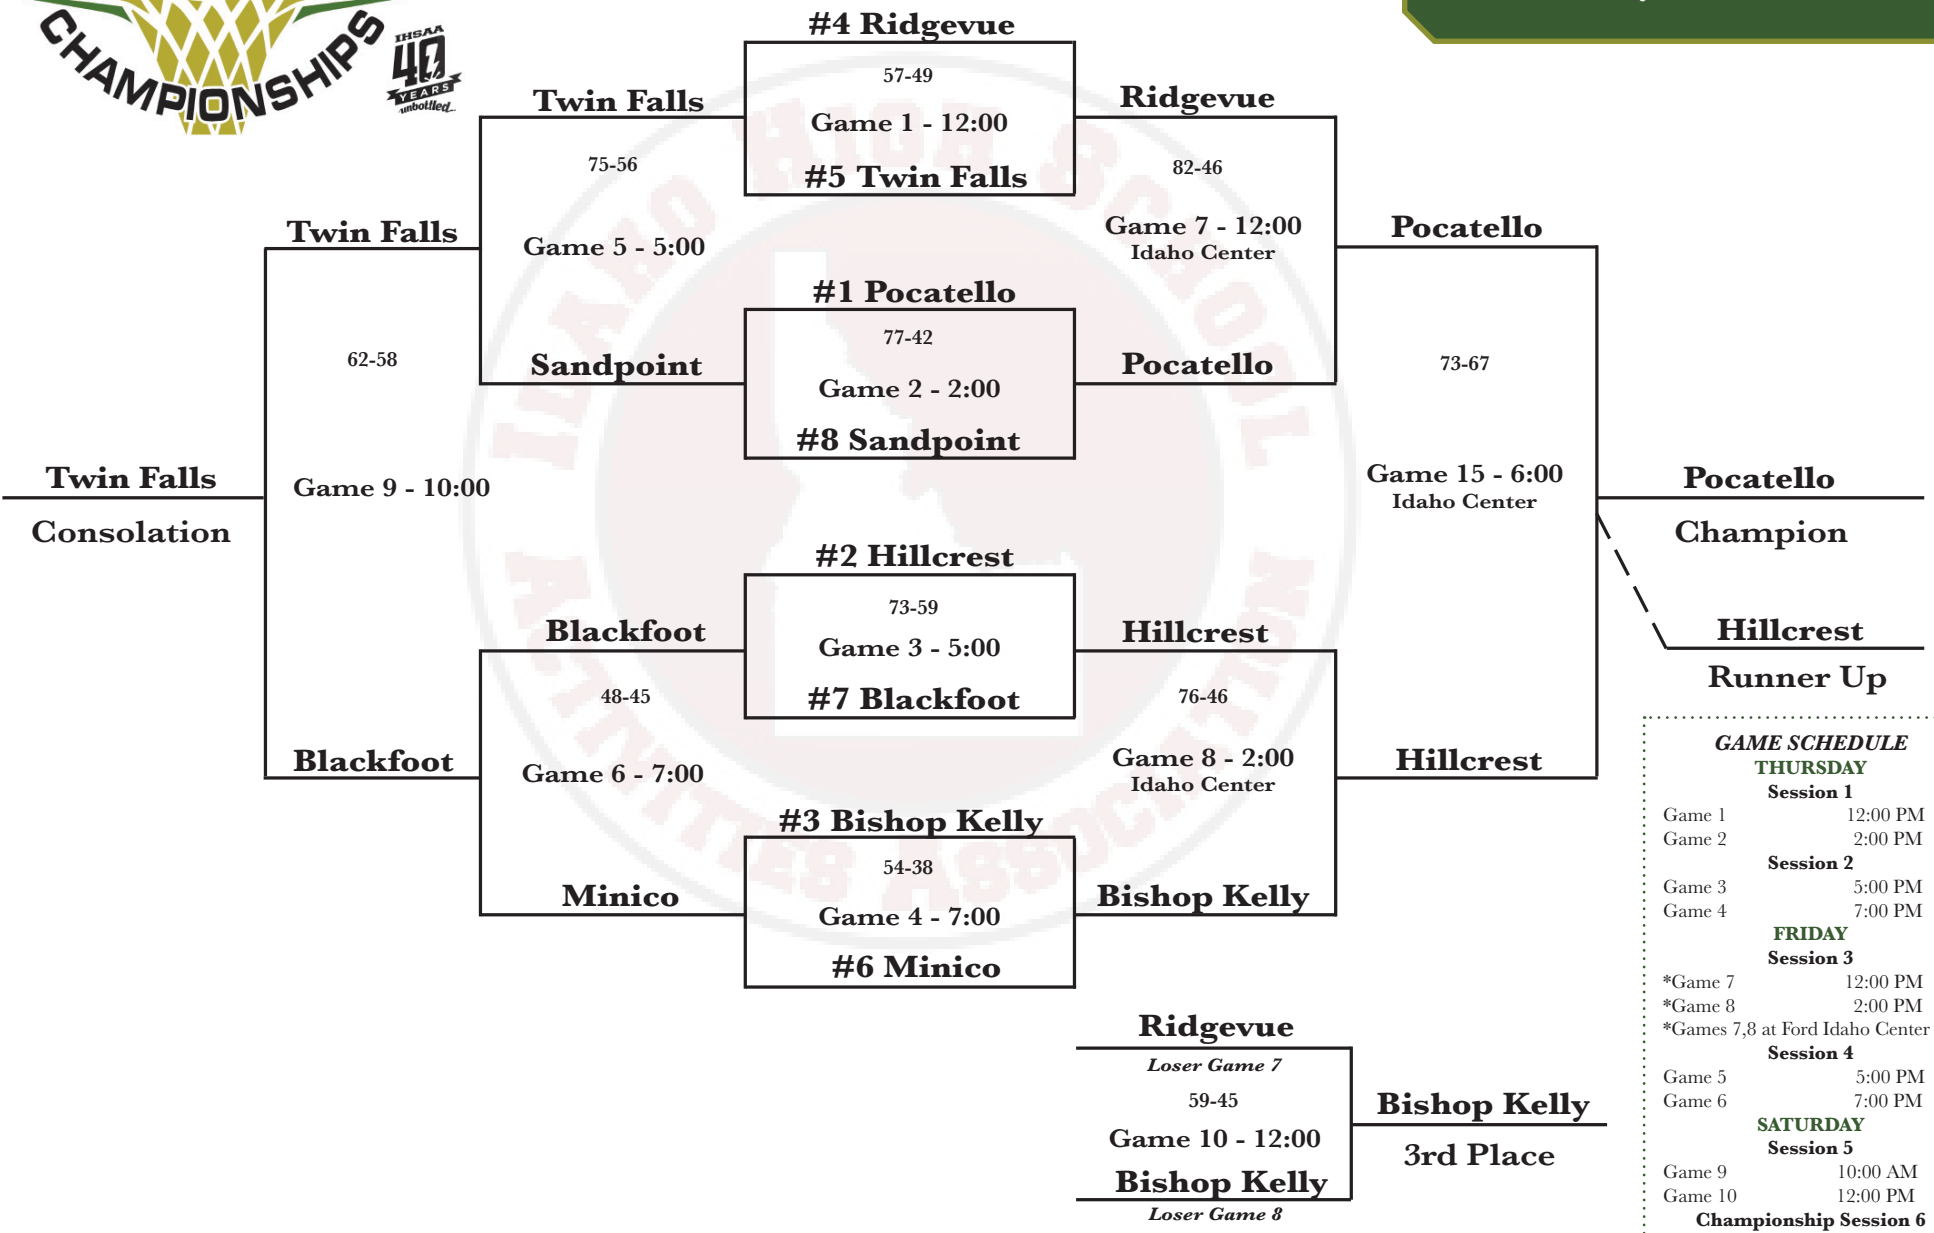 CHAMPIONSHIPS
IHSAA
40
YEARS
unbottled...
IDAHO HIGH SCHOOL
ACTIVITIES ASSOCIATION
#4 Ridgevue
57-49
Game 1 - 12:00
#5 Twin Falls
#1 Pocatello
77-42
Game 2 - 2:00
#8 Sandpoint
#2 Hillcrest
73-59
Game 3 - 5:00
#7 Blackfoot
#3 Bishop Kelly
54-38
Game 4 - 7:00
#6 Minico
Twin Falls
75-56
Game 5 - 5:00
Sandpoint
Blackfoot
48-45
Game 6 - 7:00
Minico
Twin Falls
62-58
Game 9 - 10:00
Blackfoot
Twin Falls
Consolation
Ridgevue
82-46
Game 7 - 12:00
Idaho Center
Pocatello
Hillcrest
76-46
Game 8 - 2:00
Idaho Center
Bishop Kelly
Pocatello
73-67
Game 15 - 6:00
Idaho Center
Hillcrest
Pocatello
Champion
Hillcrest
Runner Up
Ridgevue
Loser Game 7
59-45
Game 10 - 12:00
Bishop Kelly
Loser Game 8
Bishop Kelly
3rd Place
GAME SCHEDULE
THURSDAY
Session 1
Game 1 12:00 PM
Game 2 2:00 PM
Session 2
Game 3 5:00 PM
Game 4 7:00 PM
FRIDAY
Session 3
*Game 7 12:00 PM
*Game 8 2:00 PM
*Games 7,8 at Ford Idaho Center
Session 4
Game 5 5:00 PM
Game 6 7:00 PM
SATURDAY
Session 5
Game 9 10:00 AM
Game 10 12:00 PM
Championship Session 6